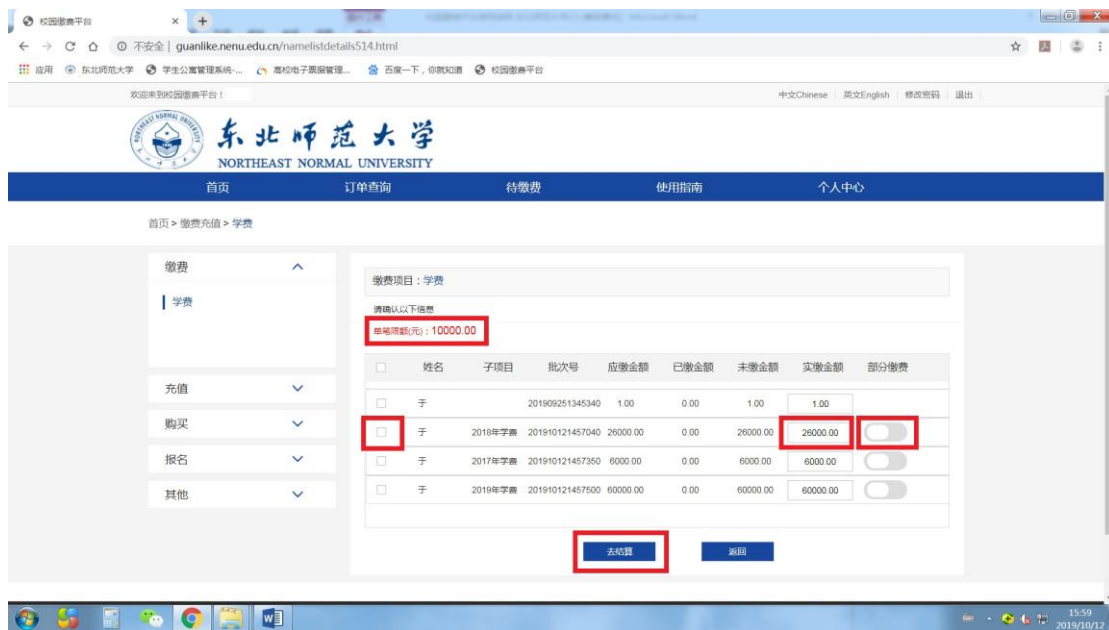 校园缴费平台
不安全 | guanlike.nenu.edu.cn/namelistdetails514.html
应用 东北师范大学 学生公寓管理系统-... 高校电子票据管理... 百度一下，你就知道 校园缴费平台
欢迎来到校园缴费平台！ 中文Chinese 英文English 修改密码 退出
东北师范大学
NORTHEAST NORMAL UNIVERSITY
首页 订单查询 待缴费 使用指南 个人中心
首页 > 缴费充值 > 学费
缴费
学费
充值
购买
报名
其他
缴费项目：学费
请确认以下信息
单笔限额(元)：10000.00
姓名 子项目 批次号 应缴金额 已缴金额 未缴金额 实缴金额 部分缴费
于 201909251345340 1.00 0.00 1.00 1.00
于 2018年学费 201910121457040 26000.00 0.00 26000.00 26000.00
于 2017年学费 201910121457350 6000.00 0.00 6000.00 6000.00
于 2019年学费 201910121457500 60000.00 0.00 60000.00 60000.00
去结算 返回
15:59
2019/10/12